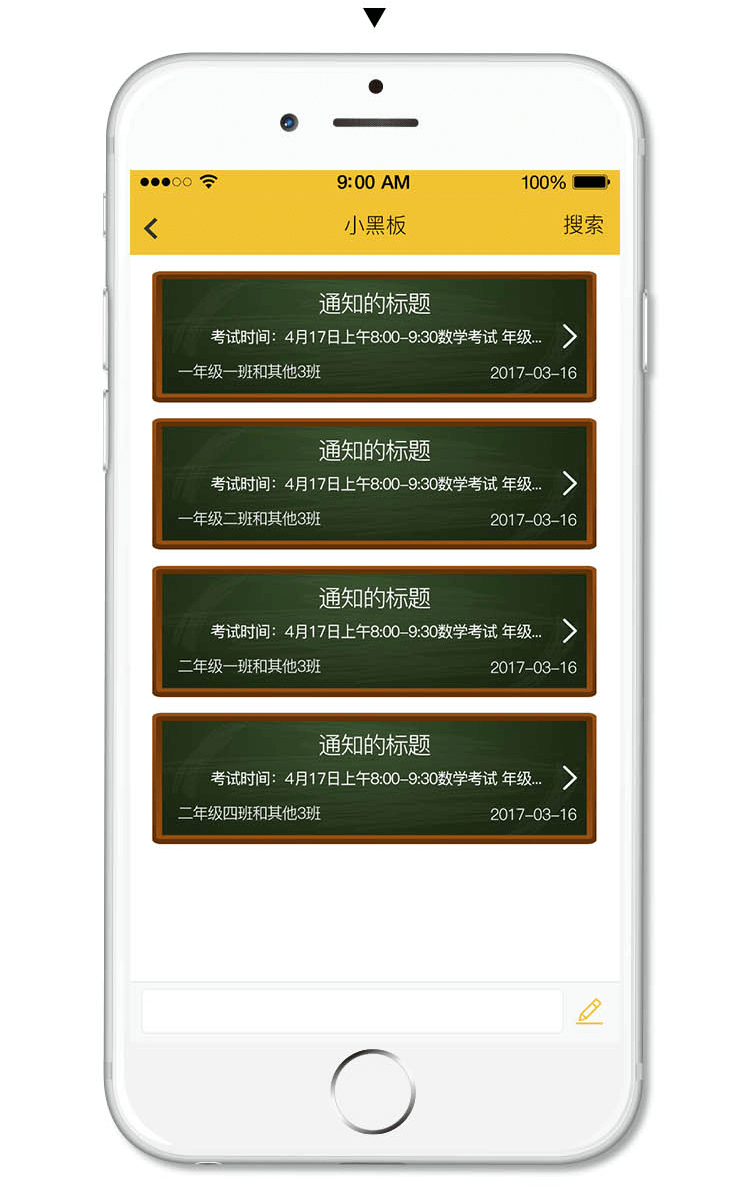 9:00 AM 100%
小黑板 搜索
通知的标题
考试时间：4月17日上午8:00-9:30数学考试 年级...
一年级一班和其他3班 2017-03-16
通知的标题
考试时间：4月17日上午8:00-9:30数学考试 年级...
一年级二班和其他3班 2017-03-16
通知的标题
考试时间：4月17日上午8:00-9:30数学考试 年级...
二年级一班和其他3班 2017-03-16
通知的标题
考试时间：4月17日上午8:00-9:30数学考试 年级...
二年级四班和其他3班 2017-03-16